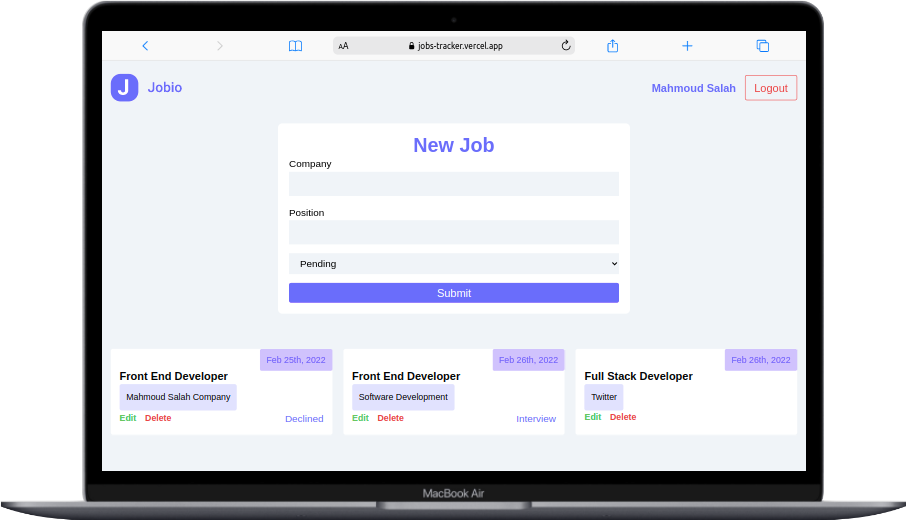 AA jobs-tracker.vercel.app
J Jobio Mahmoud Salah Logout
New Job
Company
Position
Pending
Submit
Feb 25th, 2022 Feb 26th, 2022 Feb 26th, 2022
Front End Developer Front End Developer Full Stack Developer
Mahmoud Salah Company Software Development Twitter
Edit Delete Declined Edit Delete Interview Edit Delete
MacBook Air